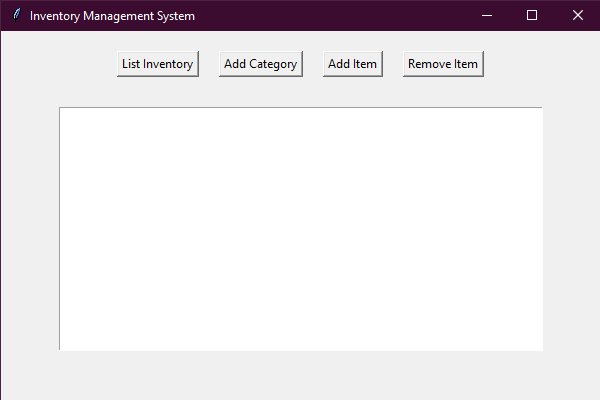 Inventory Management System
List Inventory Add Category Add Item Remove Item